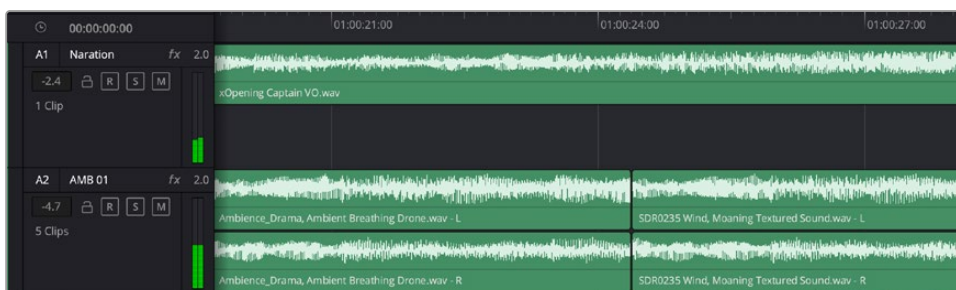 00:00:00:00 01:00:21:00 01:00:24:00 01:00:27:00
A1 Naration fx 2.0
-2.4 R S M
xOpening Captain VO.wav
1 Clip
A2 AMB 01 fx 2.0
-4.7 R S M
Ambience_Drama, Ambient Breathing Drone.wav - L SDR0235 Wind, Moaning Textured Sound.wav - L
5 Clips
Ambience_Drama, Ambient Breathing Drone.wav - R SDR0235 Wind, Moaning Textured Sound.wav - R